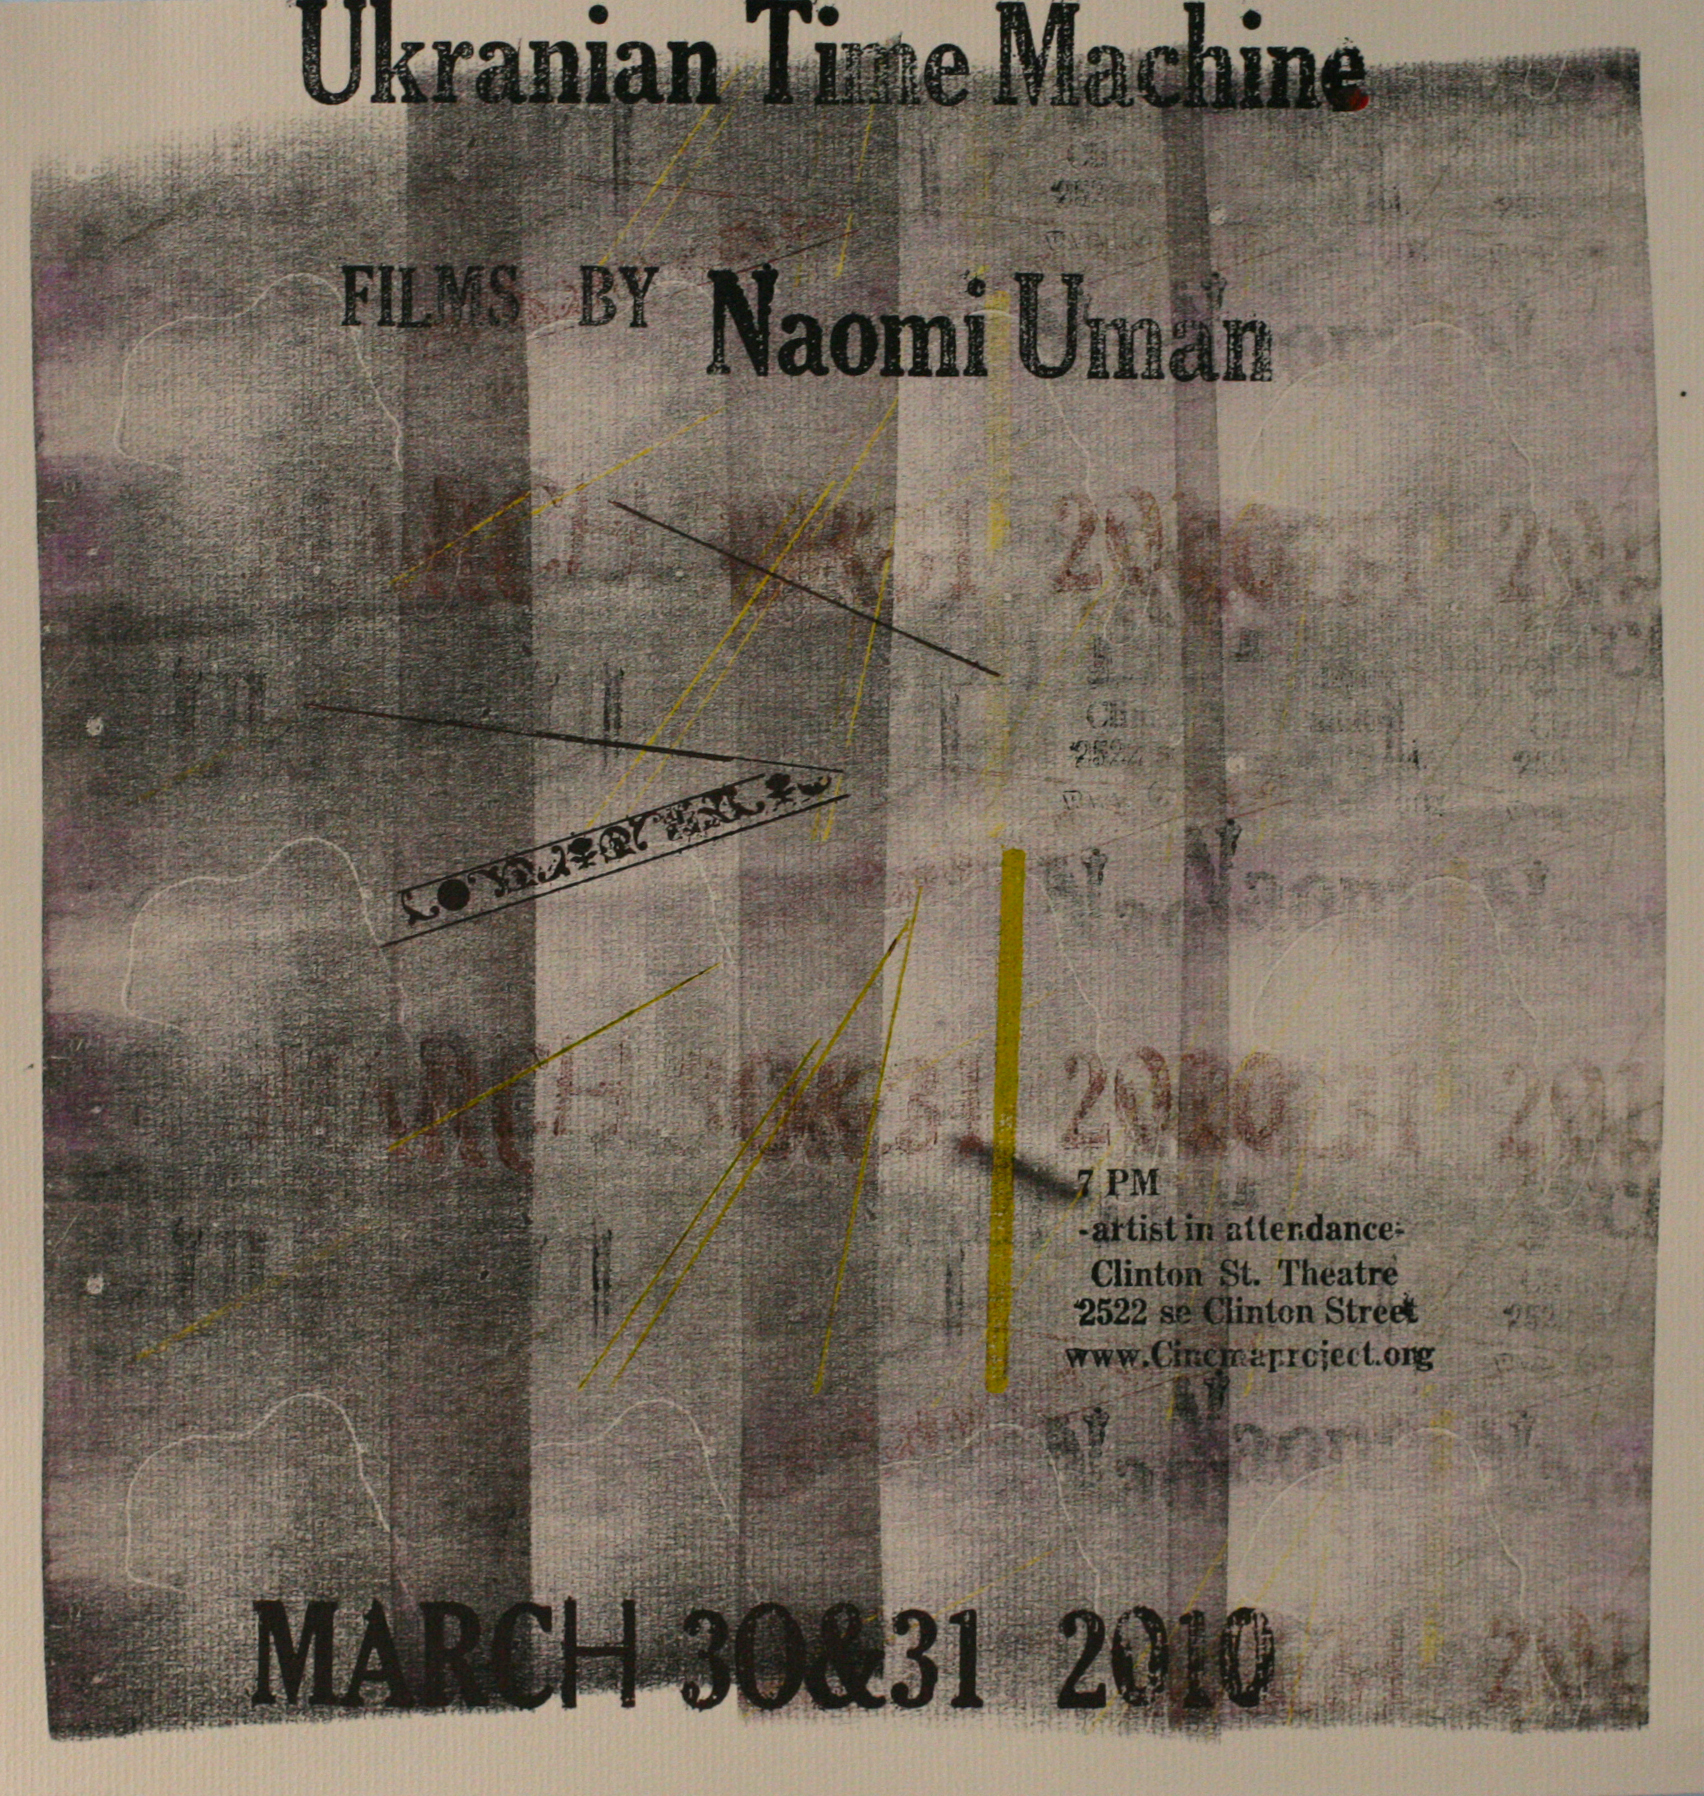 Ukranian Time Machine
FILMS BY Naomi Uman
7 PM
-artist in attendance-
Clinton St. Theatre
2522 se Clinton Street
www.Cinemaproject.org
MARCH 30&31 2010